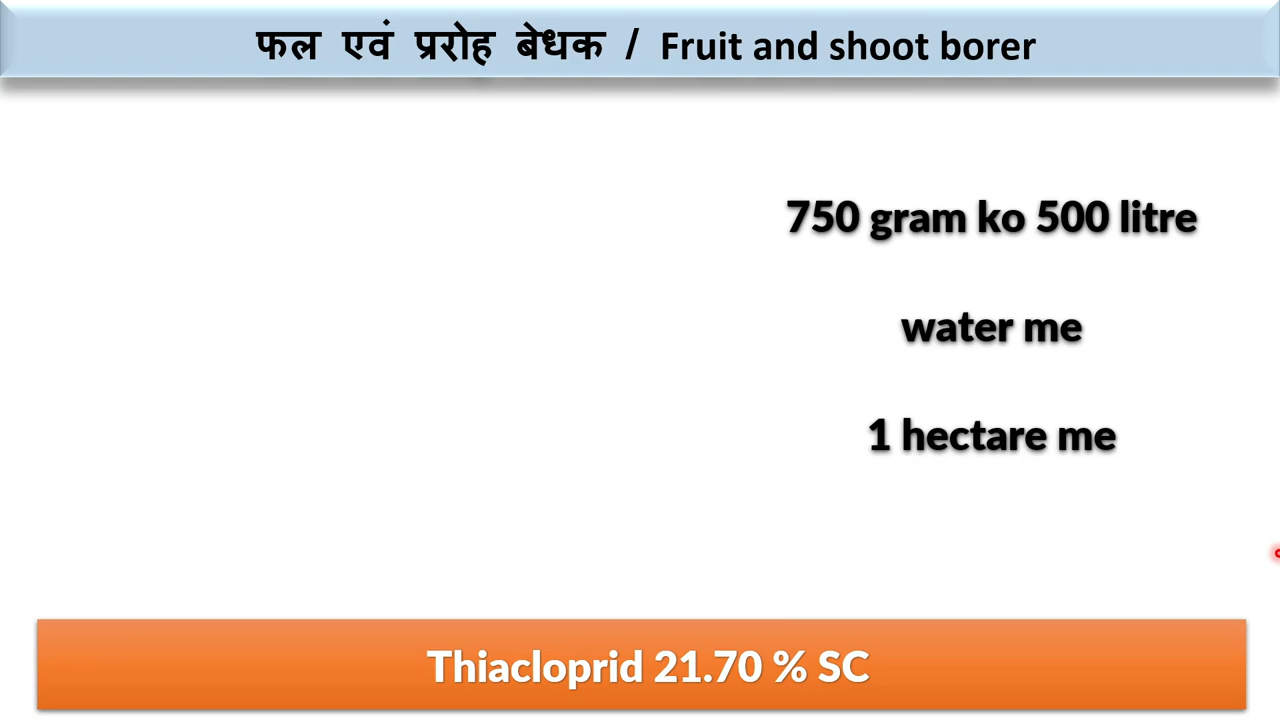 फल एवं प्ररोह बेधक / Fruit and shoot borer
750 gram ko 500 litre
water me
1 hectare me
Thiacloprid 21.70 % SC